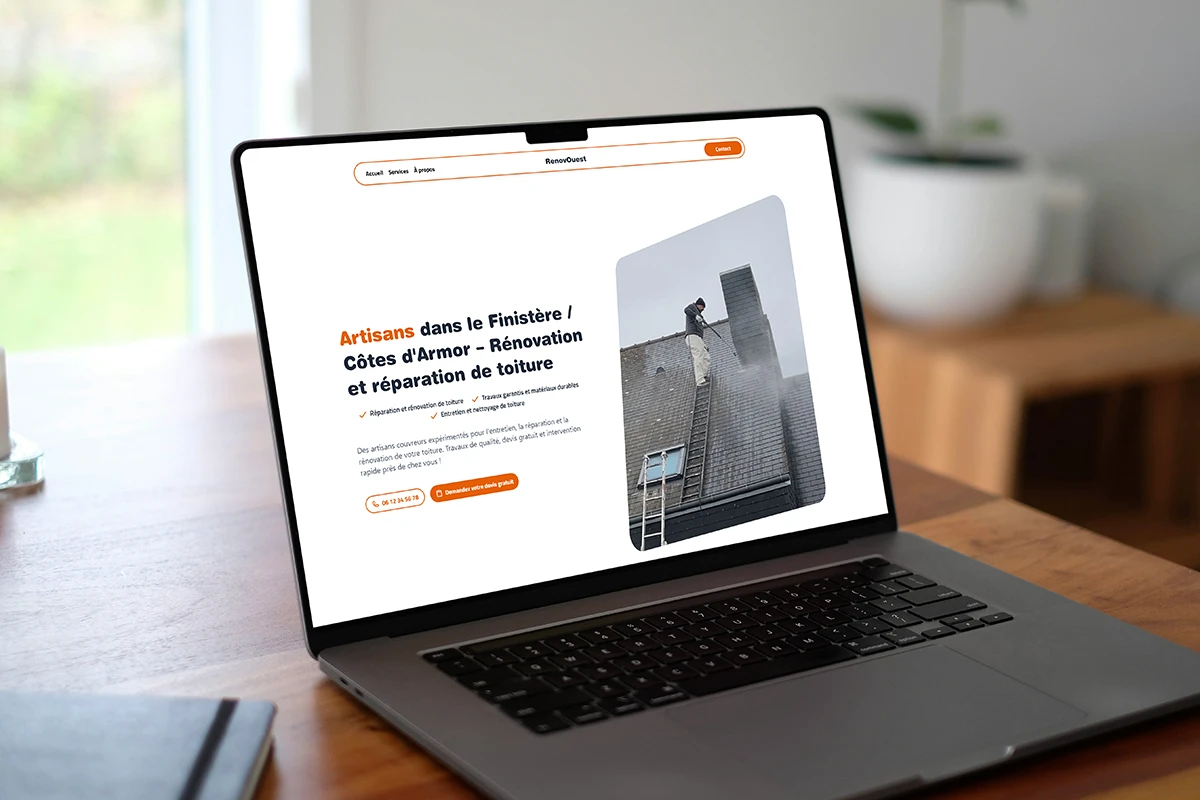 Accueil Services À propos
RenovOuest
Contact
Artisans dans le Finistère /
Côtes d'Armor – Rénovation
et réparation de toiture
Réparation et rénovation de toiture
Travaux garantis et matériaux durables
Entretien et nettoyage de toiture
Des artisans couvreurs expérimentés pour l'entretien, la réparation et la
rénovation de votre toiture. Travaux de qualité, devis gratuit et intervention
rapide près de chez vous !
06 12 34 56 78
Demandez votre devis gratuit